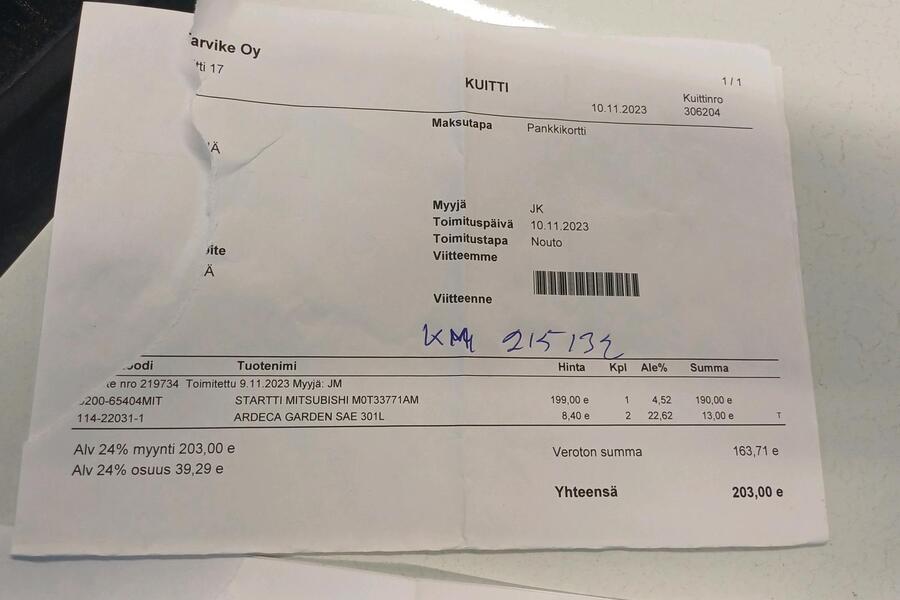 arvike Oy
tti 17
KUITTI
1 / 1
10.11.2023
Kuittinro
306204
Maksutapa Pankkikortti
Ä
Myyjä JK
Toimituspäivä 10.11.2023
ite Toimitustapa Nouto
Ä Viitteemme
Viitteenne
KM 215132
oodi Tuotenimi Hinta Kpl Ale% Summa
te nro 219734 Toimitettu 9.11.2023 Myyjä: JM
200-65404MIT STARTTI MITSUBISHI M0T33771AM 199,00 e 1 4,52 190,00 e
114-22031-1 ARDECA GARDEN SAE 30 1L 8,40 e 2 22,62 13,00 e T
Alv 24% myynti 203,00 e Veroton summa 163,71 e
Alv 24% osuus 39,29 e
Yhteensä 203,00 e